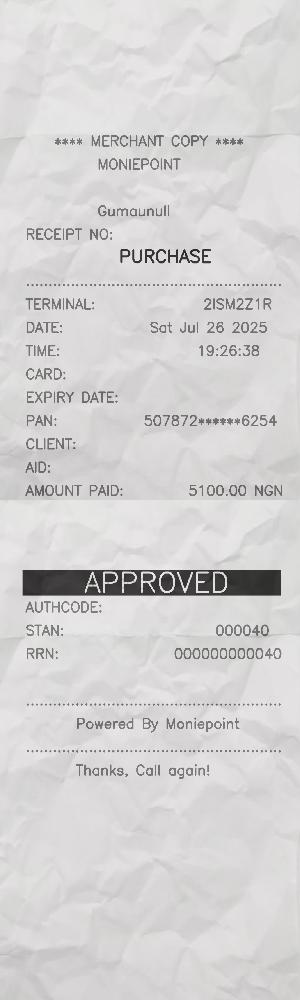 **** MERCHANT COPY ****
MONIEPOINT
Gumaunull
RECEIPT NO:
PURCHASE
TERMINAL: 2ISM2Z1R
DATE: Sat Jul 26 2025
TIME: 19:26:38
CARD:
EXPIRY DATE:
PAN: 507872******6254
CLIENT:
AID:
AMOUNT PAID: 5100.00 NGN
APPROVED
AUTHCODE:
STAN: 000040
RRN: 000000000040
Powered By Moniepoint
Thanks, Call again!